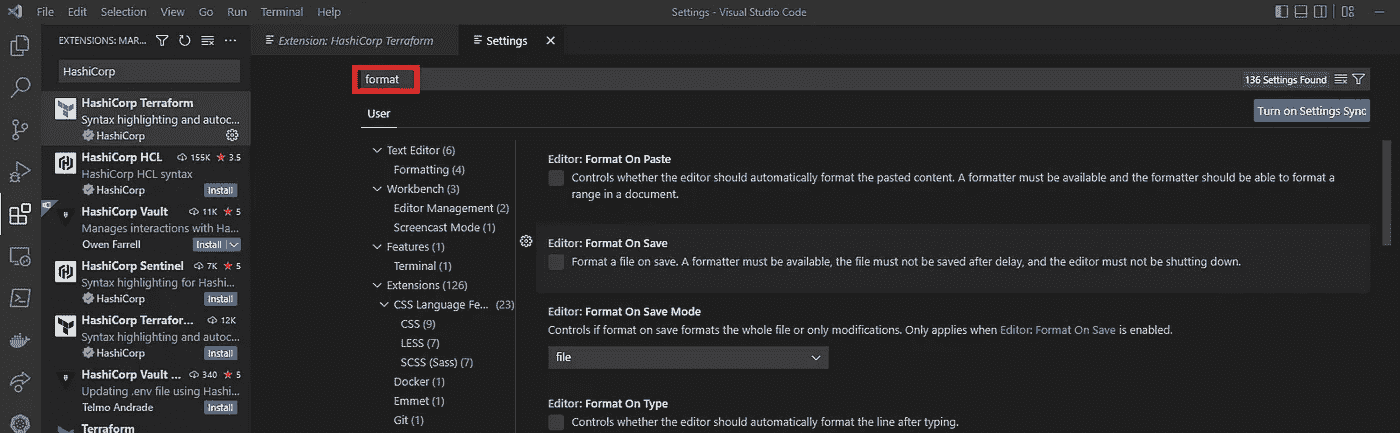 File Edit Selection View Go Run Terminal Help
Settings - Visual Studio Code
EXTENSIONS: MAR...
Extension: HashiCorp Terraform
Settings
HashiCorp
format
136 Settings Found
User
Turn on Settings Sync
HashiCorp Terraform
Syntax highlighting and autoc...
HashiCorp
HashiCorp HCL 155K 3.5
HashiCorp HCL syntax
HashiCorp Install
HashiCorp Vault 11K 5
Manages interactions with Ha...
Owen Farrell Install
HashiCorp Sentinel 7K 5
Syntax highlighting for Hashi...
HashiCorp Install
HashiCorp Terrafor... 12K
Syntax highlighting and autoc...
HashiCorp Install
HashiCorp Vault ... 340 5
Updating .env file using Hashi...
Telmo Andrade Install
Terraform
Text Editor (6)
Formatting (4)
Workbench (3)
Editor Management (2)
Screencast Mode (1)
Features (1)
Terminal (1)
Extensions (126)
CSS Language Fe... (23)
CSS (9)
LESS (7)
SCSS (Sass) (7)
Docker (1)
Emmet (1)
Git (1)
Editor: Format On Paste
Controls whether the editor should automatically format the pasted content. A formatter must be available and the formatter should be able to format a
range in a document.
Editor: Format On Save
Format a file on save. A formatter must be available, the file must not be saved after delay, and the editor must not be shutting down.
Editor: Format On Save Mode
Controls if format on save formats the whole file or only modifications. Only applies when Editor: Format On Save is enabled.
file
Editor: Format On Type
Controls whether the editor should automatically format the line after typing.